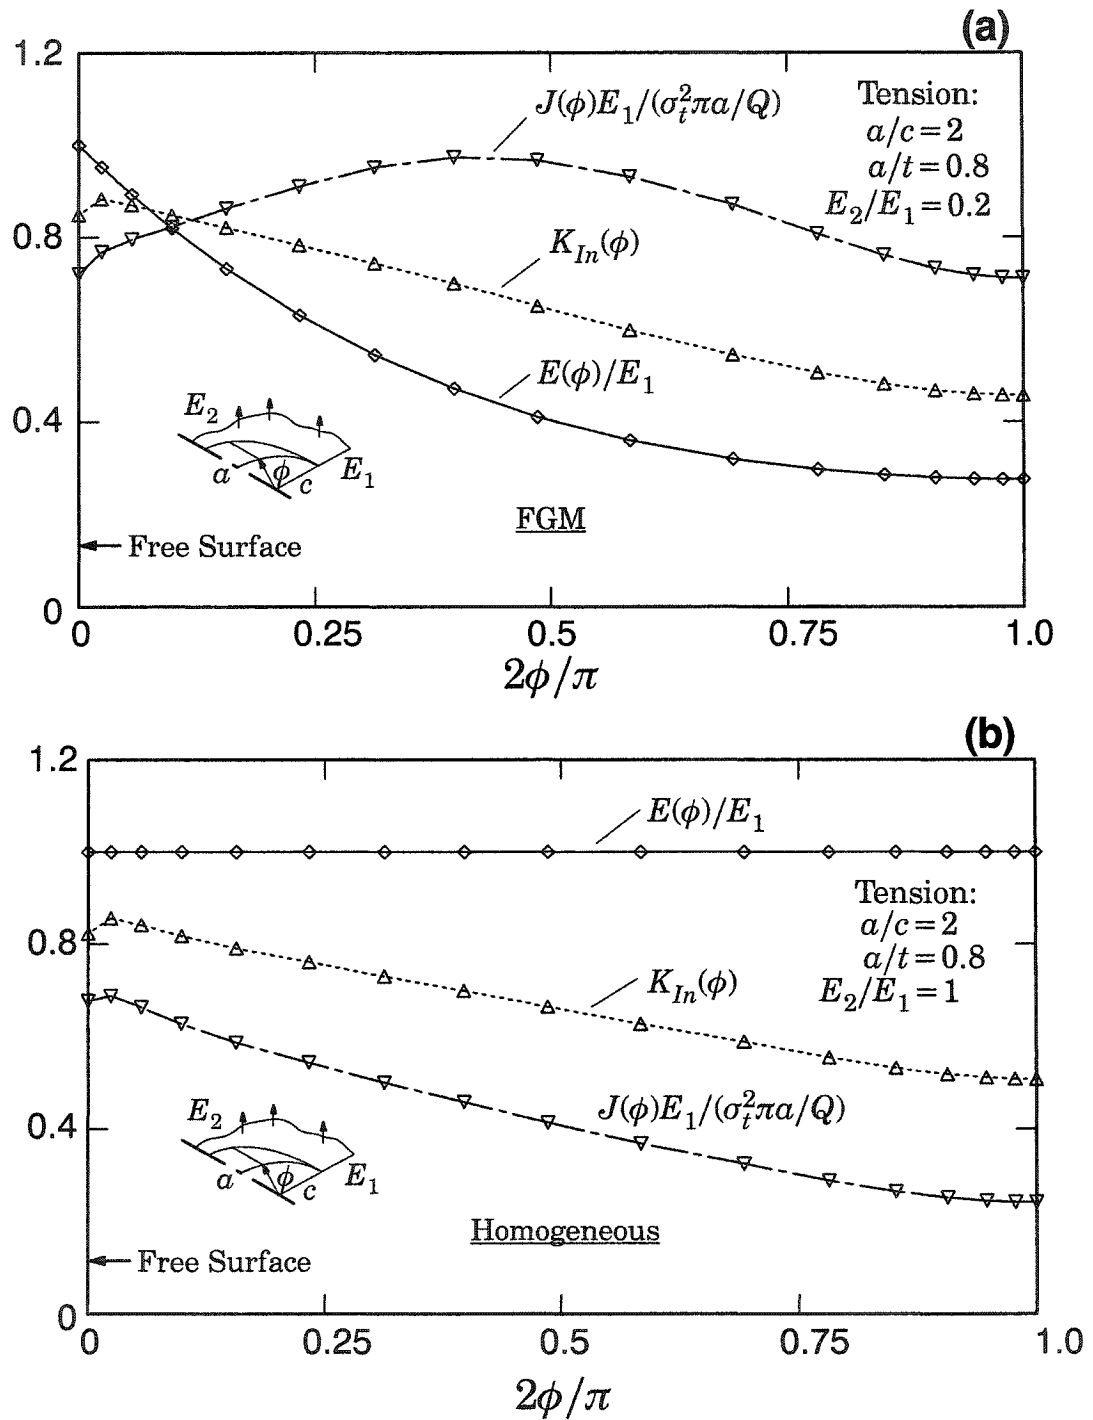 (a)
1.2
J(ϕ)E₁/(σₜ²πa/Q)
Tension:
a/c=2
a/t=0.8
E₂/E₁=0.2
0.8
K_In(ϕ)
E(ϕ)/E₁
0.4
E₂
a
ϕ
c
E₁
FGM
Free Surface
0
0 0.25 0.5 0.75 1.0
2ϕ/π
(b)
1.2
E(ϕ)/E₁
Tension:
a/c=2
a/t=0.8
E₂/E₁=1
0.8
K_In(ϕ)
J(ϕ)E₁/(σₜ²πa/Q)
0.4
E₂
a
ϕ
c
E₁
Homogeneous
Free Surface
0
0 0.25 0.5 0.75 1.0
2ϕ/π